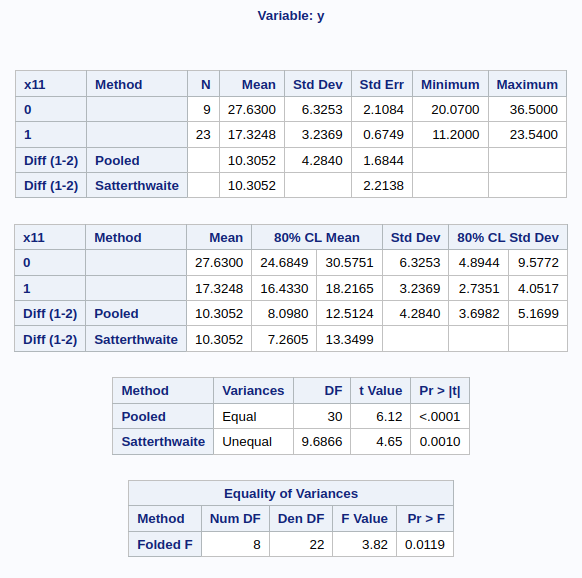 Variable: y
x11 Method N Mean Std Dev Std Err Minimum Maximum
0 9 27.6300 6.3253 2.1084 20.0700 36.5000
1 23 17.3248 3.2369 0.6749 11.2000 23.5400
Diff (1-2) Pooled 10.3052 4.2840 1.6844
Diff (1-2) Satterthwaite 10.3052 2.2138
x11 Method Mean 80% CL Mean Std Dev 80% CL Std Dev
0 27.6300 24.6849 30.5751 6.3253 4.8944 9.5772
1 17.3248 16.4330 18.2165 3.2369 2.7351 4.0517
Diff (1-2) Pooled 10.3052 8.0980 12.5124 4.2840 3.6982 5.1699
Diff (1-2) Satterthwaite 10.3052 7.2605 13.3499
Method Variances DF t Value Pr > |t|
Pooled Equal 30 6.12 <.0001
Satterthwaite Unequal 9.6866 4.65 0.0010
Equality of Variances
Method Num DF Den DF F Value Pr > F
Folded F 8 22 3.82 0.0119